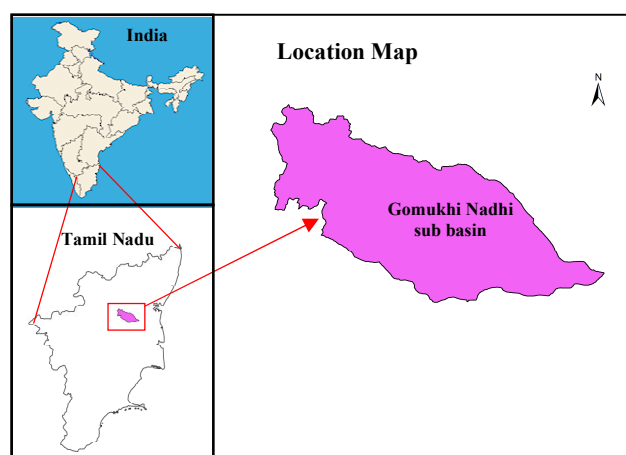 India
Location Map
N
Gomukhi Nadhi
sub basin
Tamil Nadu